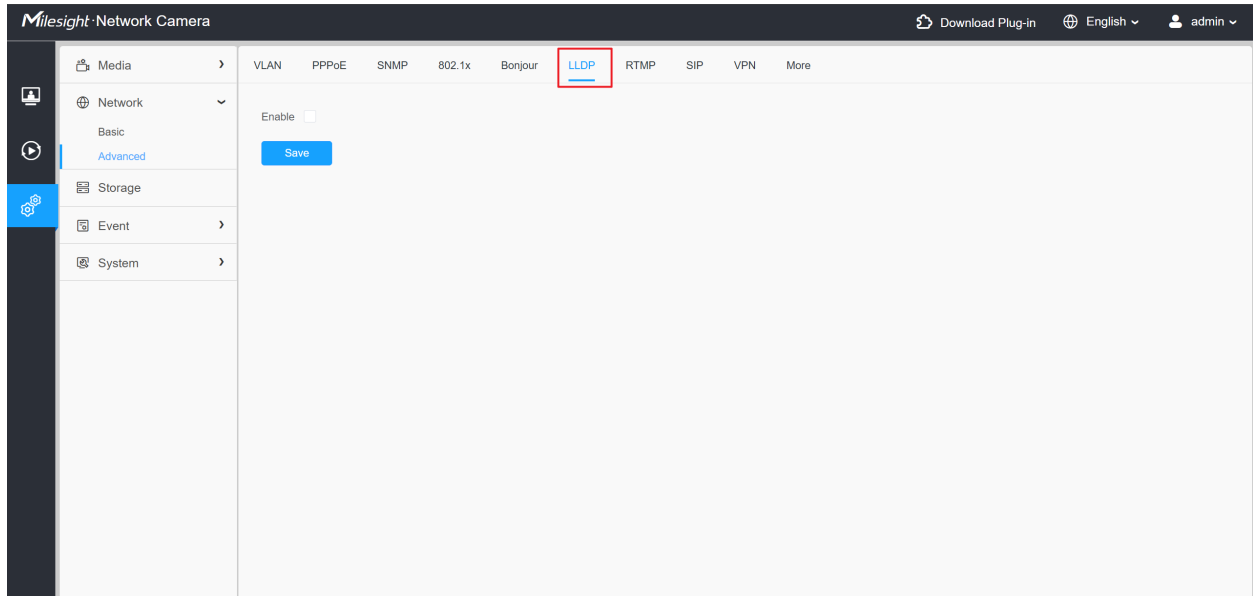 Milesight·Network Camera
Download Plug-in
English
admin
Media
Network
Basic
Advanced
Storage
Event
System
VLAN PPPoE SNMP 802.1x Bonjour LLDP RTMP SIP VPN More
Enable
Save